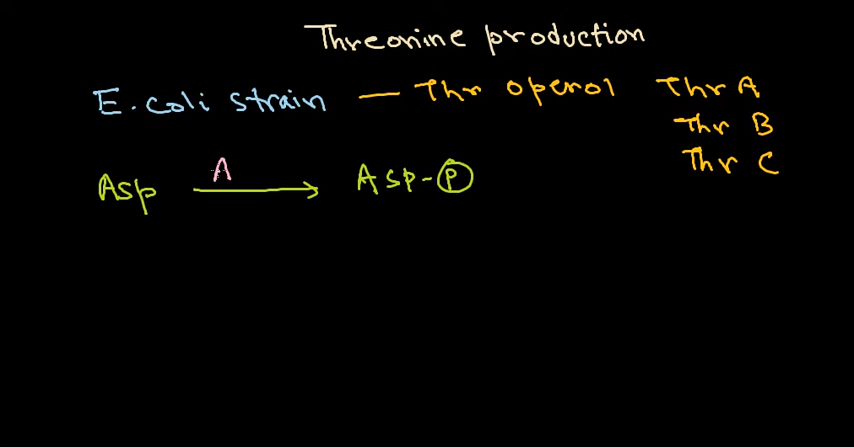 Threonine production
E. coli strain — Thr operol Thr A
Thr B
Thr C
A
Asp → Asp-P